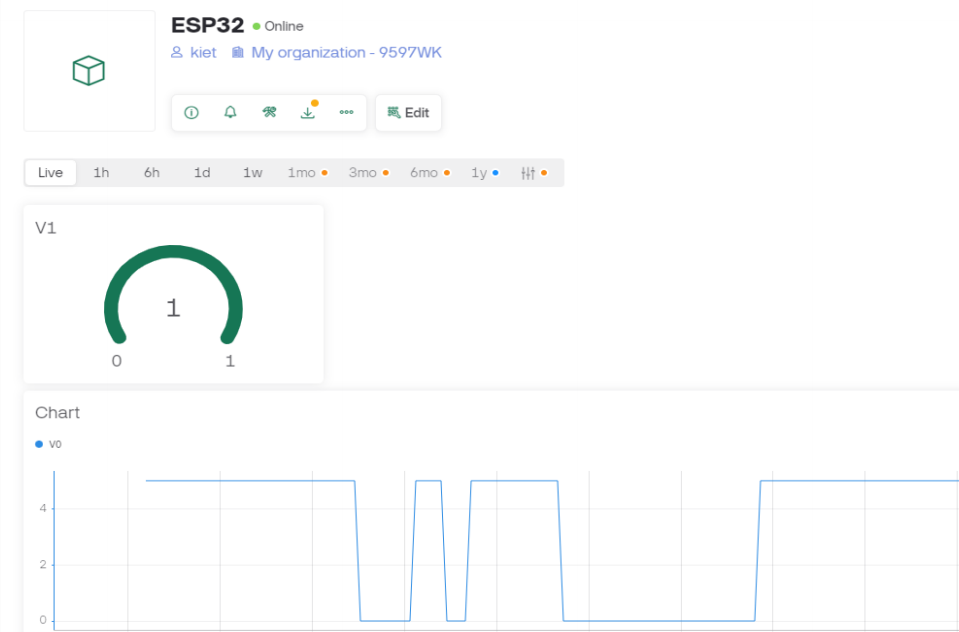 ESP32 Online
kiet My organization - 9597WK
Edit
Live 1h 6h 1d 1w 1mo 3mo 6mo 1y
V1
1
0 1
Chart
V0
4
2
0